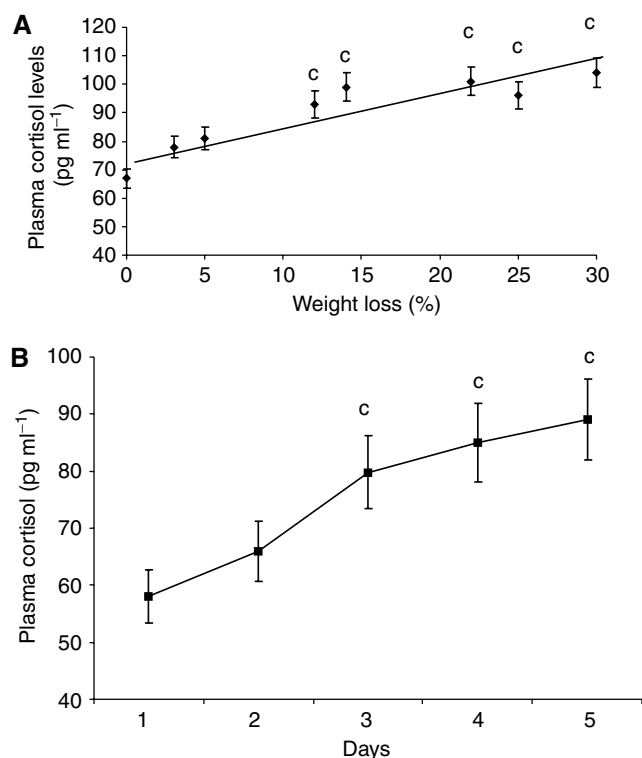 A
120
110
100
90
80
70
60
50
40
Plasma cortisol levels
(pg ml⁻¹)
c c c c c
0 5 10 15 20 25 30
Weight loss (%)
B
100
90
80
70
60
50
40
Plasma cortisol (pg ml⁻¹)
c c c
1 2 3 4 5
Days